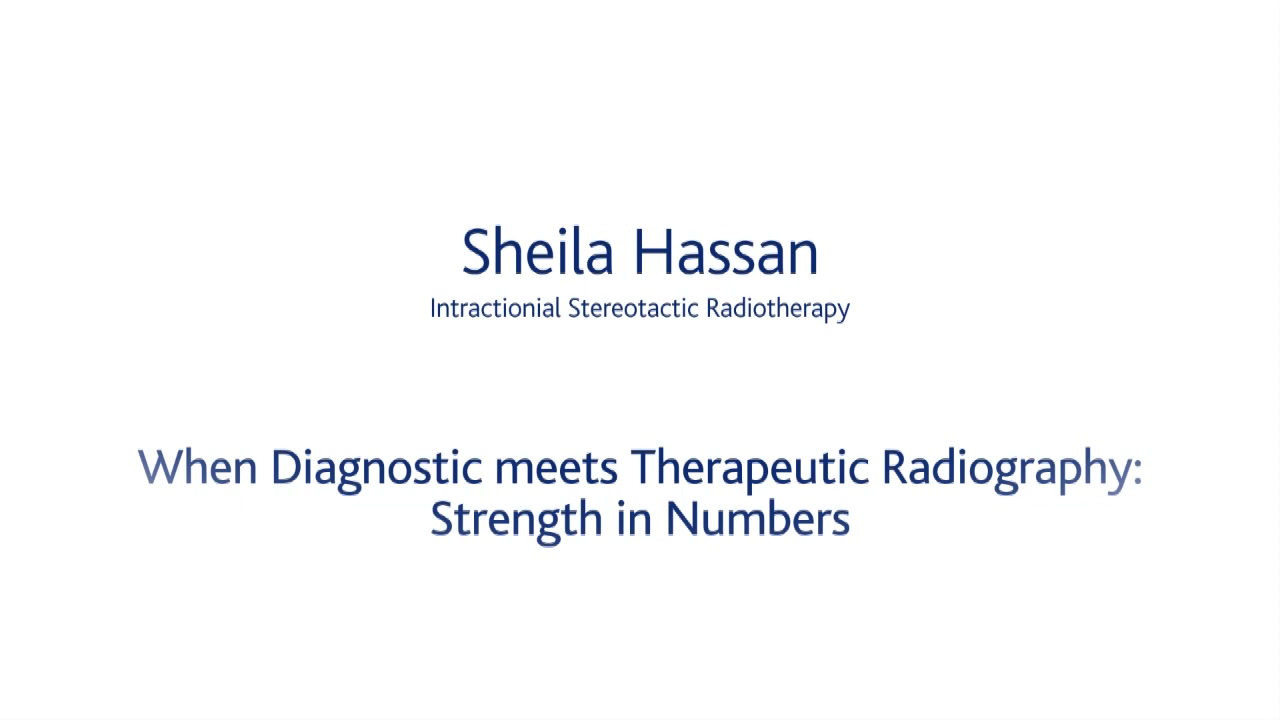 Sheila Hassan
Intractionial Stereotactic Radiotherapy
When Diagnostic meets Therapeutic Radiography:
Strength in Numbers